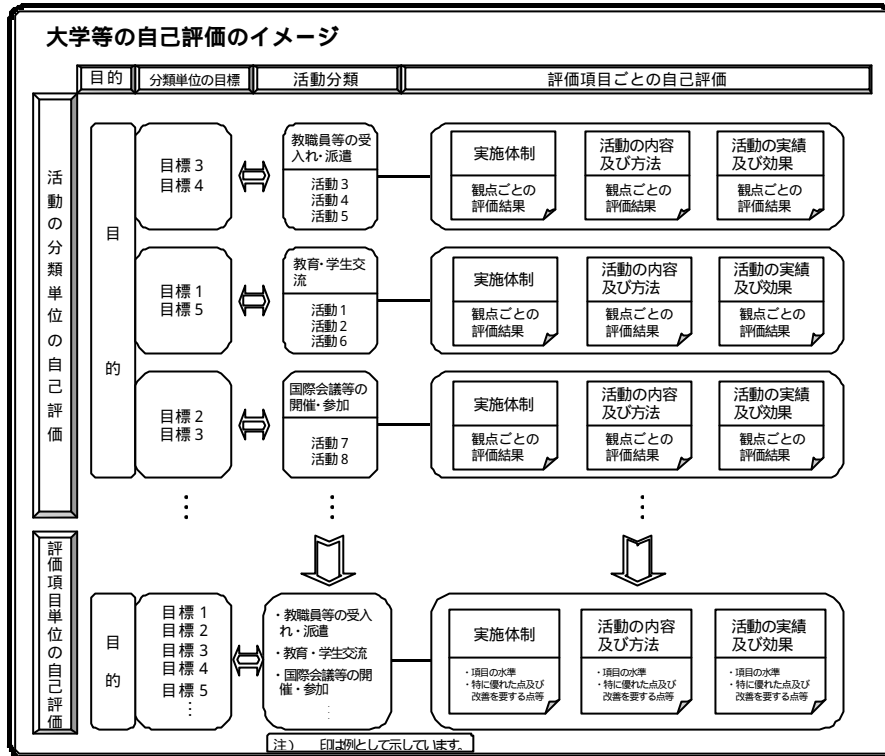 大学等の自己評価のイメージ
目的 分類単位の目標 活動分類 評価項目ごとの自己評価
活動の分類単位の自己評価
目的
目標3
目標4
教職員等の受
入れ・派遣
活動3
活動4
活動5
実施体制
観点ごとの
評価結果
活動の内容
及び方法
観点ごとの
評価結果
活動の実績
及び効果
観点ごとの
評価結果
目標1
目標5
教育・学生交
流
活動1
活動2
活動6
実施体制
観点ごとの
評価結果
活動の内容
及び方法
観点ごとの
評価結果
活動の実績
及び効果
観点ごとの
評価結果
目標2
目標3
国際会議等の
開催・参加
活動7
活動8
実施体制
観点ごとの
評価結果
活動の内容
及び方法
観点ごとの
評価結果
活動の実績
及び効果
観点ごとの
評価結果
評価項目単位の自己評価
目的
目標1
目標2
目標3
目標4
目標5
・教職員等の受入
れ・派遣
・教育・学生交流
・国際会議等の開
催・参加
実施体制
・項目の水準
・特に優れた点及び
改善を要する点等
活動の内容
及び方法
・項目の水準
・特に優れた点及び
改善を要する点等
活動の実績
及び効果
・項目の水準
・特に優れた点及び
改善を要する点等
注) 印は例として示しています。